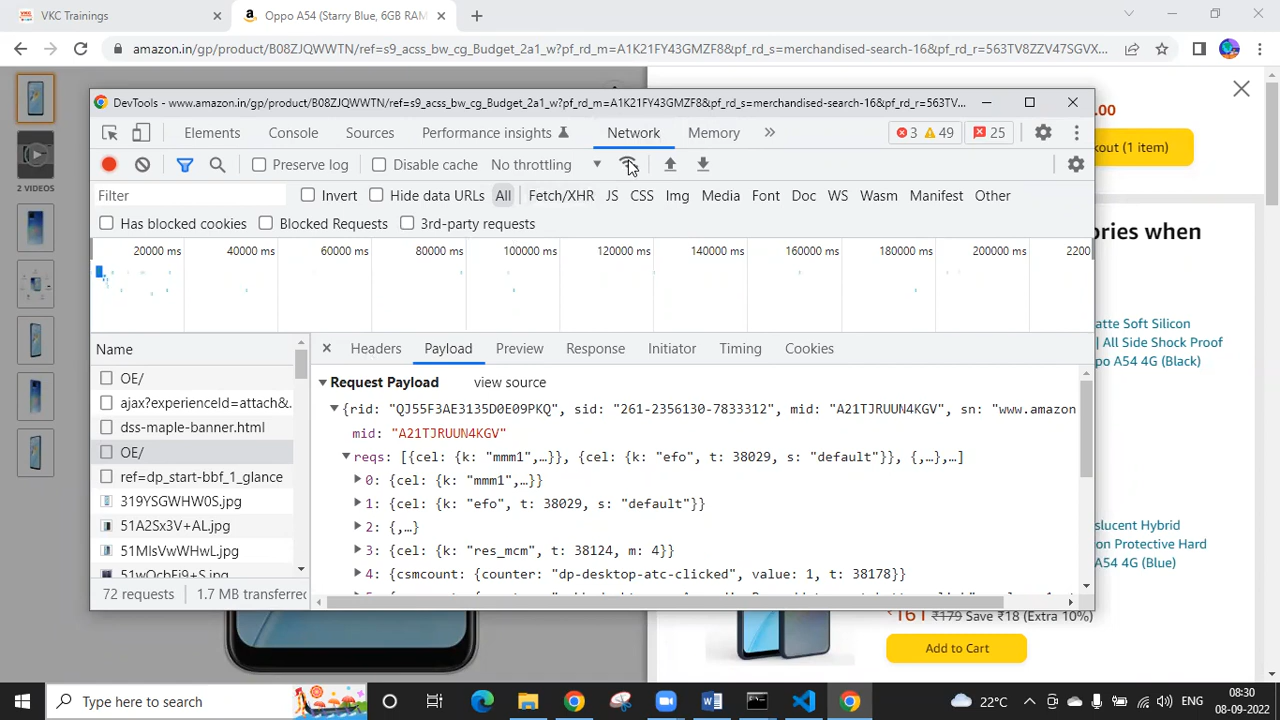 VKC Trainings
Oppo A54 (Starry Blue, 6GB RAM
amazon.in/gp/product/B08ZJQWWTN/ref=s9_acss_bw_cg_Budget_2a1_w?pf_rd_m=A1K21FY43GMZF8&pf_rd_s=merchandised-search-16&pf_rd_r=563TV8ZZV47SGVX...
2 VIDEOS
DevTools - www.amazon.in/gp/product/B08ZJQWWTN/ref=s9_acss_bw_cg_Budget_2a1_w?pf_rd_m=A1K21FY43GMZF8&pf_rd_s=merchandised-search-16&pf_rd_r=563TV...
Elements Console Sources Performance insights Network Memory 3 49 25
Preserve log Disable cache No throttling
Filter Invert Hide data URLs All Fetch/XHR JS Img CSS Media Font Doc WS Wasm Manifest Other
Has blocked cookies Blocked Requests 3rd-party requests
20000 ms 40000 ms 60000 ms 80000 ms 100000 ms 120000 ms 140000 ms 160000 ms 180000 ms 200000 ms 2200
Name
OE/
ajax?experienceId=attach&..
dss-maple-banner.html
OE/
ref=dp_start-bbf_1_glance
319YSGWHW0S.jpg
51A2Sx3V+AL.jpg
51MlsVwWHwL.jpg
72 requests 1.7 MB transferred
Headers Payload Preview Response Initiator Timing Cookies
Request Payload view source
{rid: "QJ55F3AE3135D0E09PKQ", sid: "261-2356130-7833312", mid: "A21TJRUUN4KGV", sn: "www.amazon
mid: "A21TJRUUN4KGV"
reqs: [{cel: {k: "mmm1",…}}, {cel: {k: "efo", t: 38029, s: "default"}}, {,…},…]
0: {cel: {k: "mmm1",…}}
1: {cel: {k: "efo", t: 38029, s: "default"}}
2: {,…}
3: {cel: {k: "res_mcm", t: 38124, m: 4}}
4: {csmcount: {counter: "dp-desktop-atc-clicked", value: 1, t: 38178}}
.00
out (1 item)
ories when
atte Soft Silicon
| All Side Shock Proof
po A54 4G (Black)
slucent Hybrid
on Protective Hard
A54 4G (Blue)
₹161 ₹179 Save ₹18 (Extra 10%)
Add to Cart
Type here to search
22°C
ENG
08:30
08-09-2022